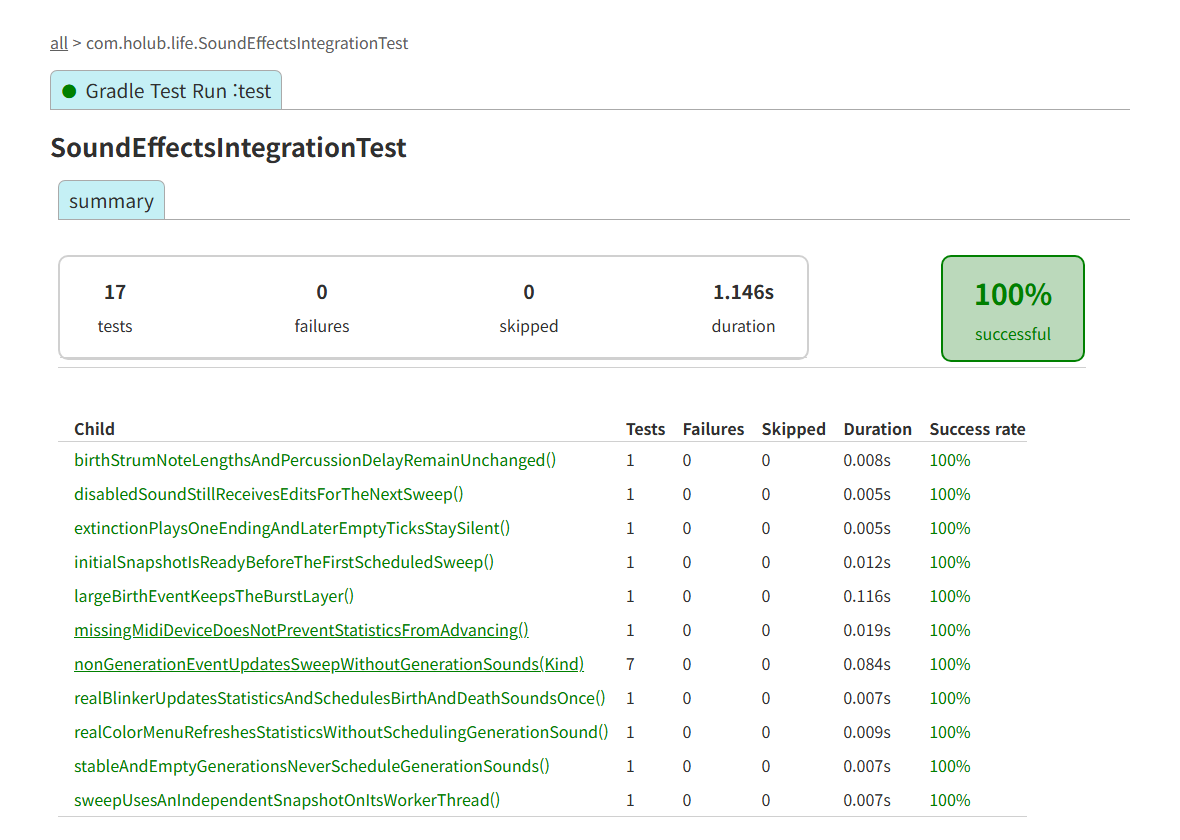 all > com.holub.life.SoundEffectsIntegrationTest
Gradle Test Run :test
SoundEffectsIntegrationTest
summary
17 0 0 1.146s 100%
tests failures skipped duration successful
Child Tests Failures Skipped Duration Success rate
birthStrumNoteLengthsAndPercussionDelayRemainUnchanged() 1 0 0 0.008s 100%
disabledSoundStillReceivesEditsForTheNextSweep() 1 0 0 0.005s 100%
extinctionPlaysOneEndingAndLaterEmptyTicksStaySilent() 1 0 0 0.005s 100%
initialSnapshotIsReadyBeforeTheFirstScheduledSweep() 1 0 0 0.012s 100%
largeBirthEventKeepsTheBurstLayer() 1 0 0 0.116s 100%
missingMidiDeviceDoesNotPreventStatisticsFromAdvancing() 1 0 0 0.019s 100%
nonGenerationEventUpdatesSweepWithoutGenerationSounds(Kind) 7 0 0 0.084s 100%
realBlinkerUpdatesStatisticsAndSchedulesBirthAndDeathSoundsOnce() 1 0 0 0.007s 100%
realColorMenuRefreshesStatisticsWithoutSchedulingGenerationSound() 1 0 0 0.009s 100%
stableAndEmptyGenerationsNeverScheduleGenerationSounds() 1 0 0 0.007s 100%
sweepUsesAnIndependentSnapshotOnItsWorkerThread() 1 0 0 0.007s 100%